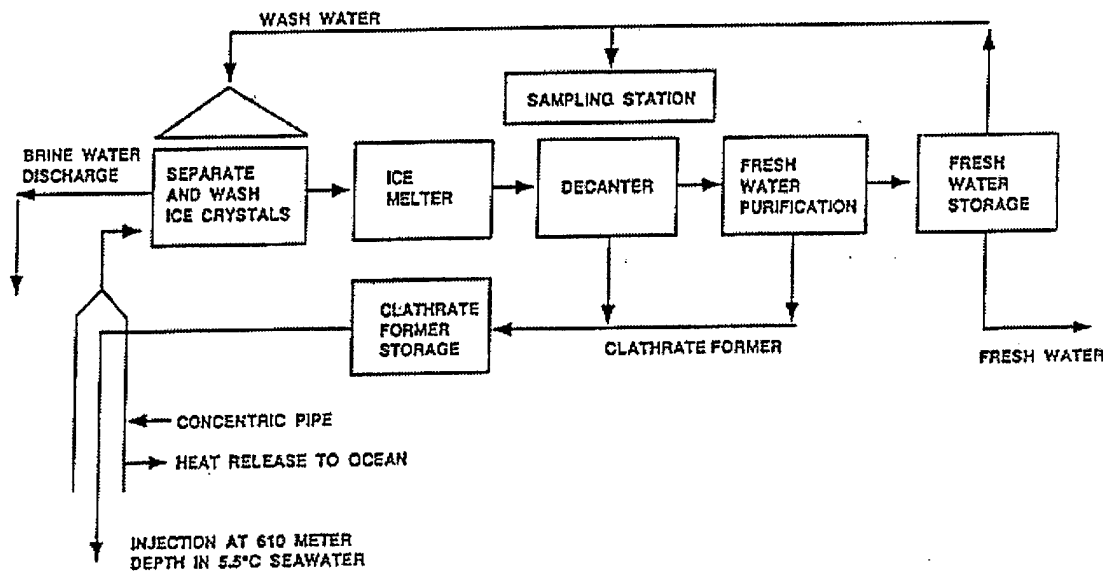 WASH WATER
SAMPLING STATION
BRINE WATER
DISCHARGE
SEPARATE
AND WASH
ICE CRYSTALS
ICE
MELTER
DECANTER
FRESH
WATER
PURIFICATION
FRESH
WATER
STORAGE
CLATHRATE
FORMER
STORAGE
CLATHRATE FORMER
FRESH WATER
CONCENTRIC PIPE
HEAT RELEASE TO OCEAN
INJECTION AT 610 METER
DEPTH IN 5.5°C SEAWATER